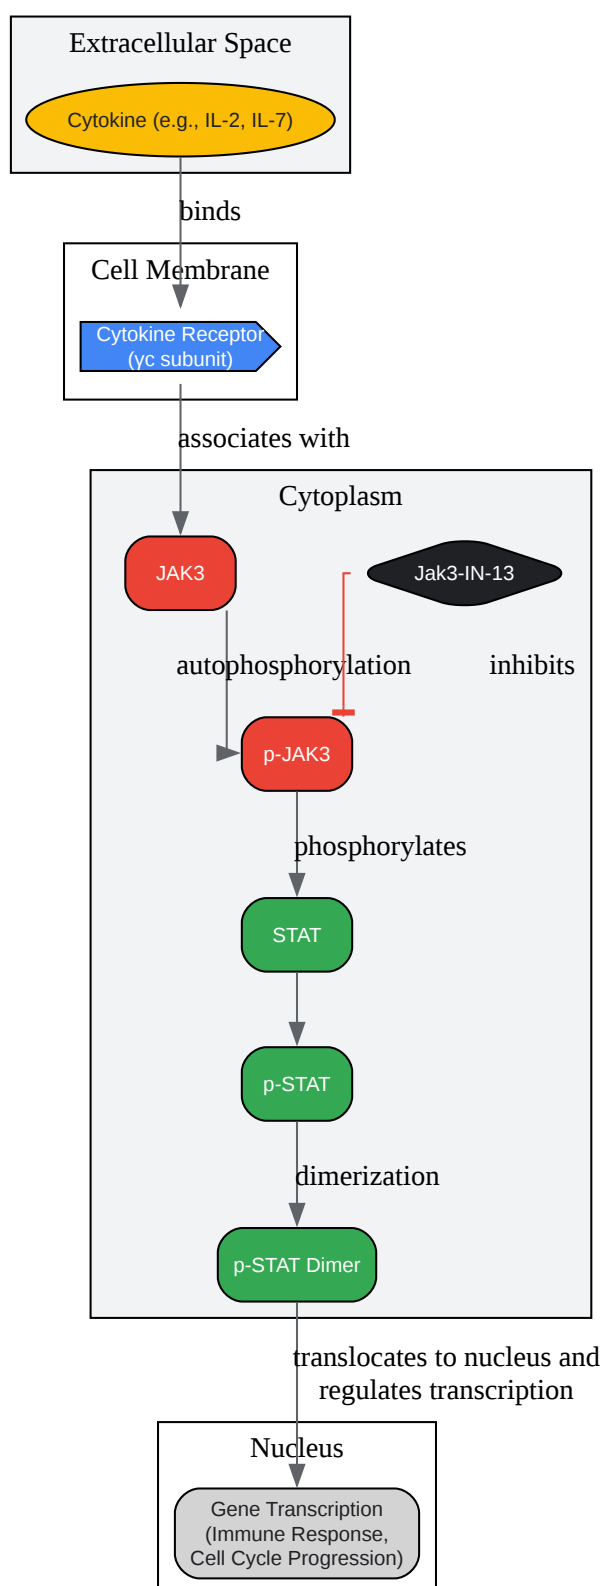 Extracellular Space
Cytokine (e.g., IL-2, IL-7)
binds
Cell Membrane
Cytokine Receptor
(γc subunit)
associates with
Cytoplasm
JAK3
Jak3-IN-13
autophosphorylation
inhibits
p-JAK3
phosphorylates
STAT
p-STAT
dimerization
p-STAT Dimer
translocates to nucleus and
regulates transcription
Nucleus
Gene Transcription
(Immune Response,
Cell Cycle Progression)